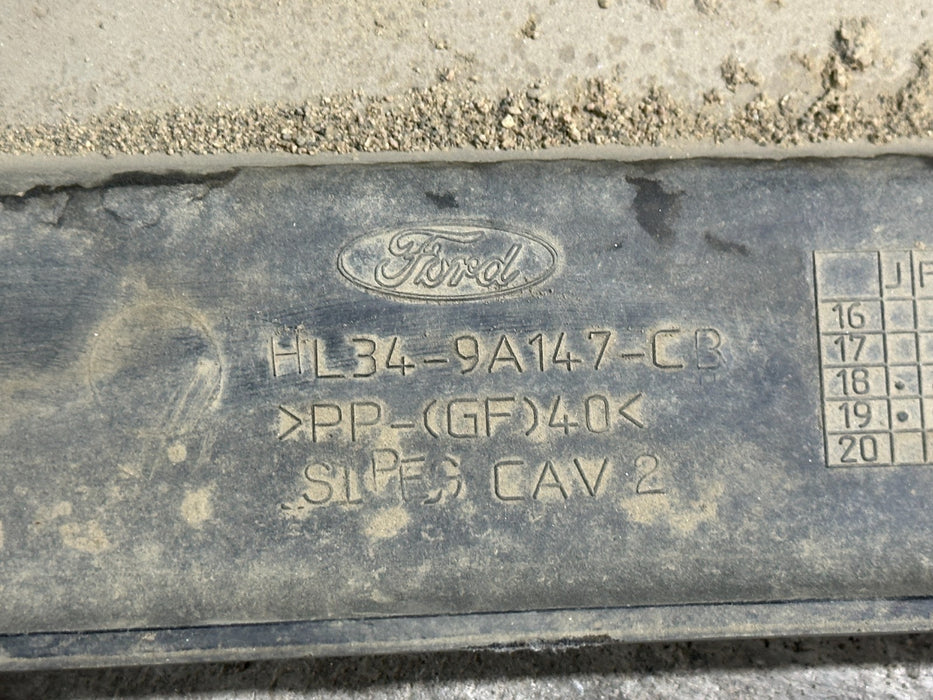 Ford
HL34-9A147-CB
>PP-(GF)40<
CAV 2
J F
16
17
18
19
20